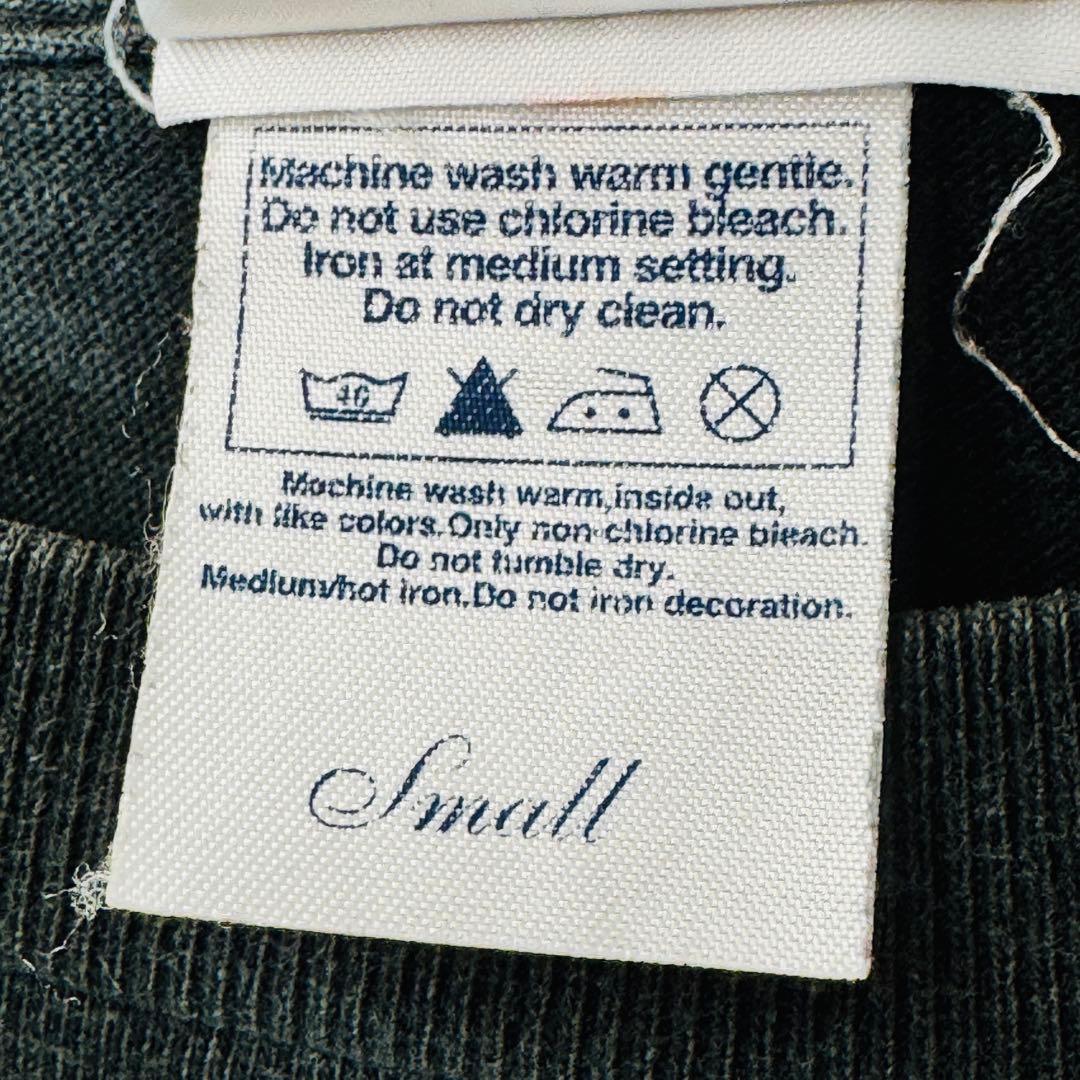 Machine wash warm gentle.
Do not use chlorine bleach.
Iron at medium setting.
Do not dry clean.
40
Machine wash warm,inside out,
with like colors.Only non-chlorine bleach.
Do not tumble dry.
Medium/hot iron.Do not iron decoration.
Small